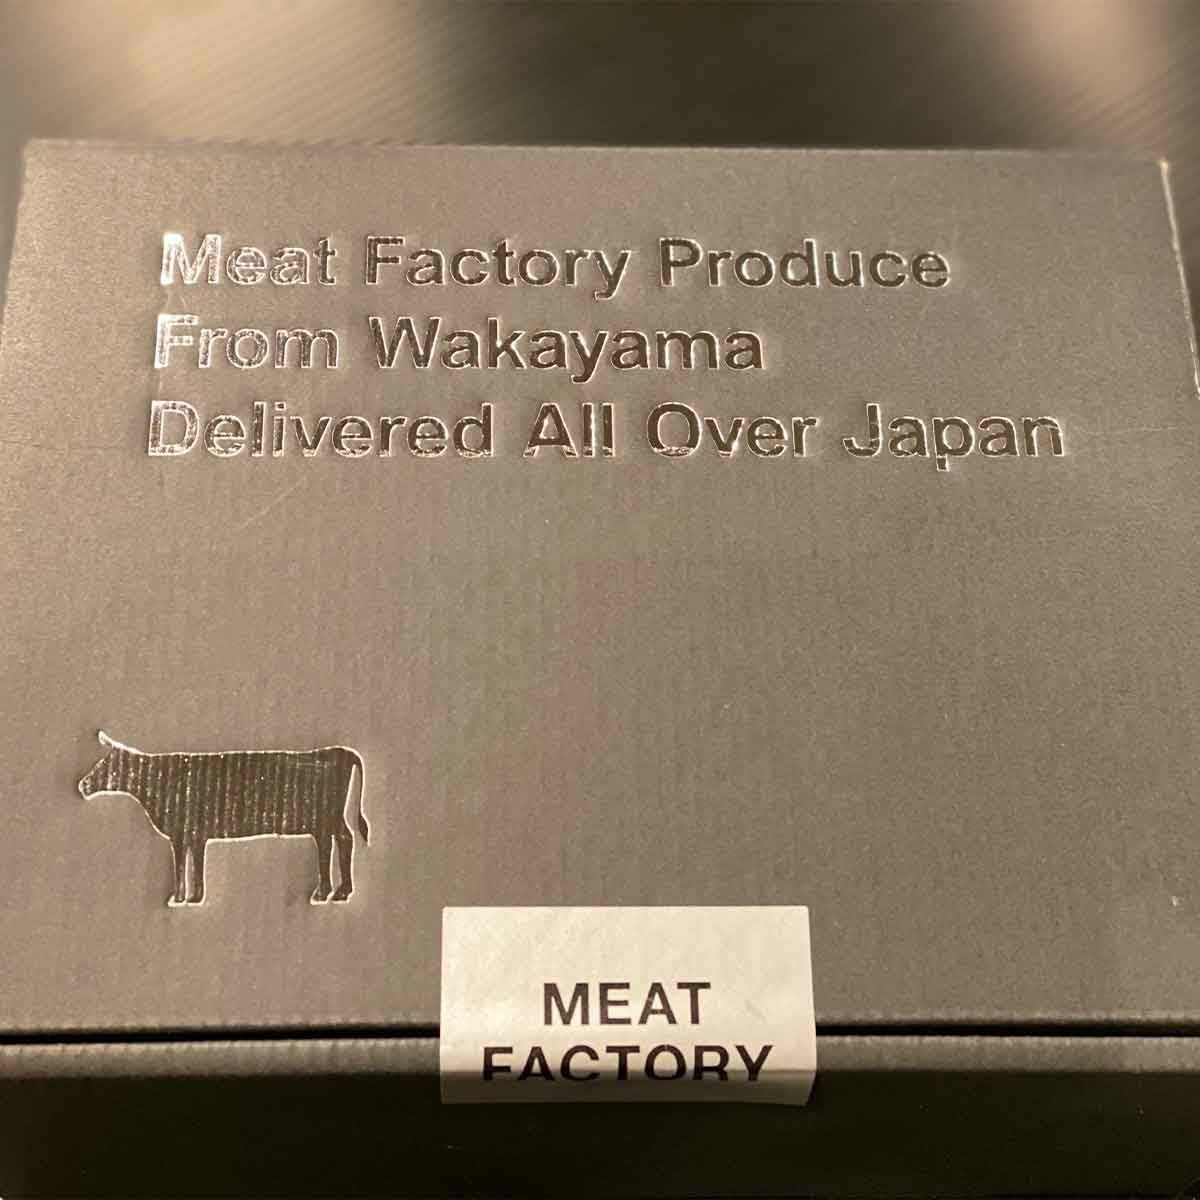 Meat Factory Produce
From Wakayama
Delivered All Over Japan
MEAT
FACTORY